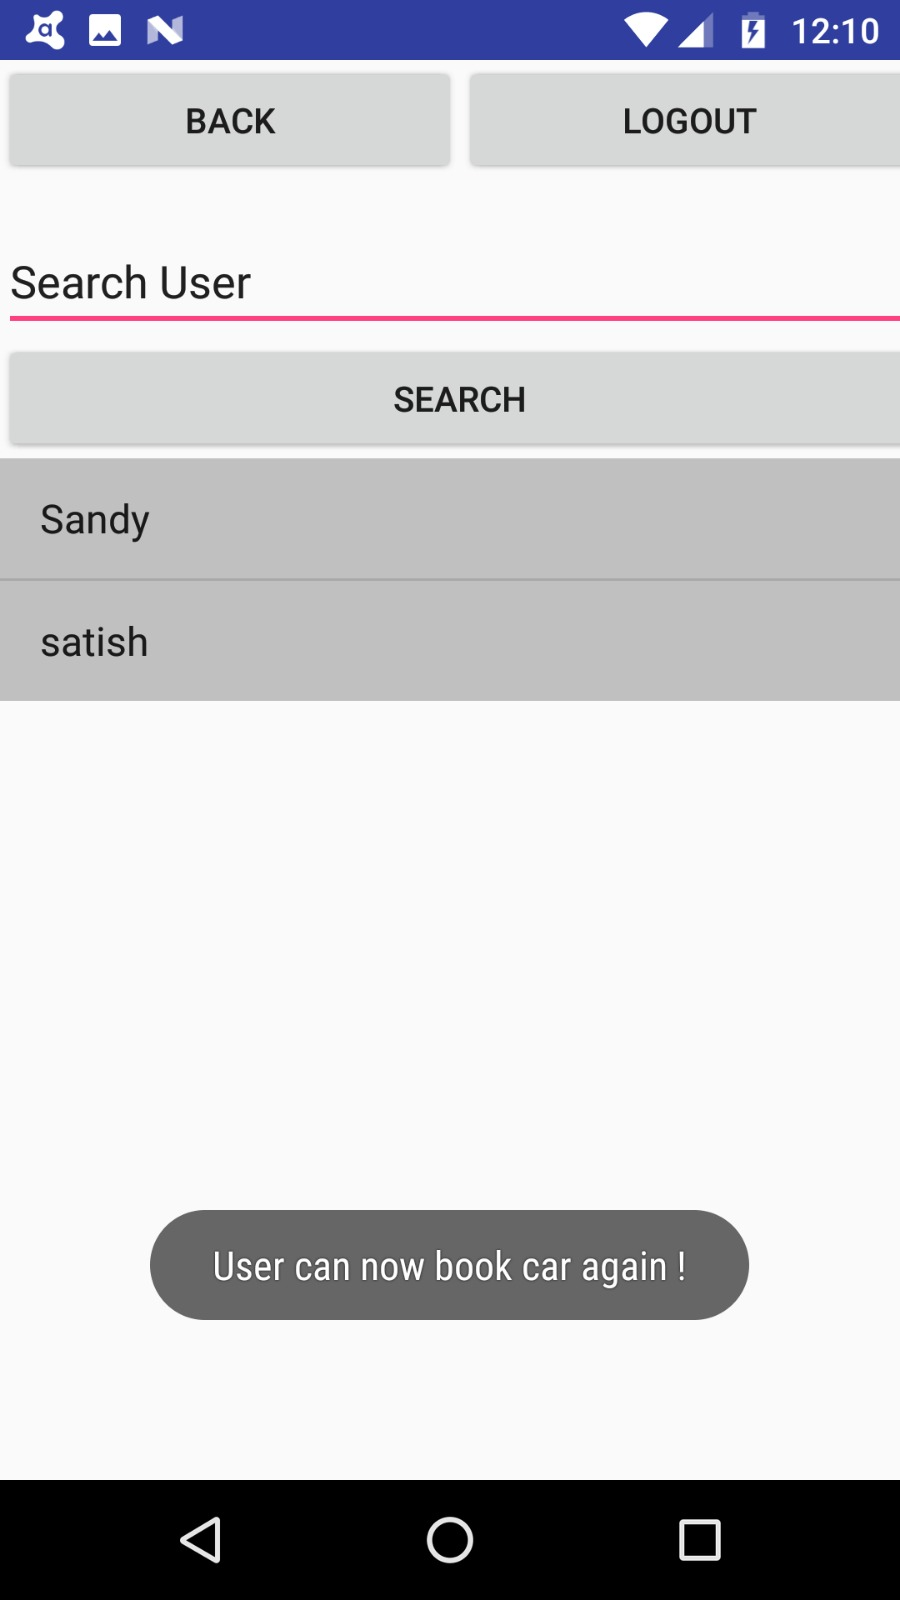 12:10
BACK
LOGOUT
Search User
SEARCH
Sandy
satish
User can now book car again !